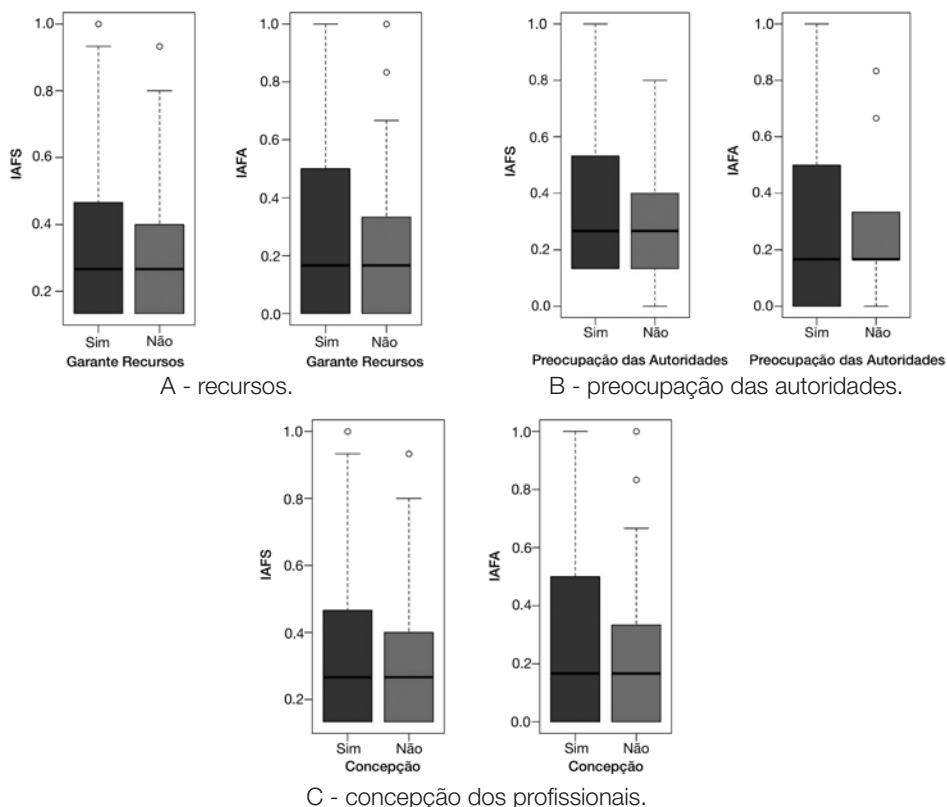 1.0
0.8
0.6
0.4
0.2
IAFS
Sim Não
Garante Recursos
1.0
0.8
0.6
0.4
0.2
0.0
IAFA
Sim Não
Garante Recursos
A - recursos.
1.0
0.8
0.6
0.4
0.2
0.0
IAFS
Sim Não
Preocupação das Autoridades
1.0
0.8
0.6
0.4
0.2
0.0
IAFA
Sim Não
Preocupação das Autoridades
B - preocupação das autoridades.
1.0
0.8
0.6
0.4
0.2
IAFS
Sim Não
Concepção
1.0
0.8
0.6
0.4
0.2
0.0
IAFA
Sim Não
Concepção
C - concepção dos profissionais.